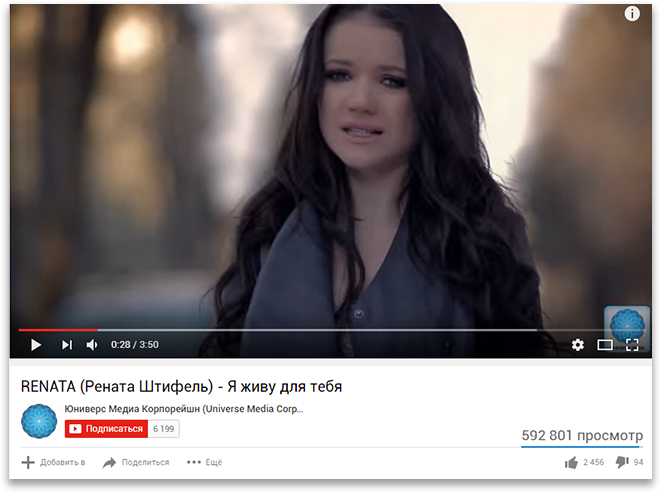 0:28 / 3:50
RENATA (Рената Штифель) - Я живу для тебя
Юниверс Медиа Корпорейшн (Universe Media Corp...
Подписаться 6 199
592 801 просмотр
Добавить в Поделиться Ещё 2 456 94